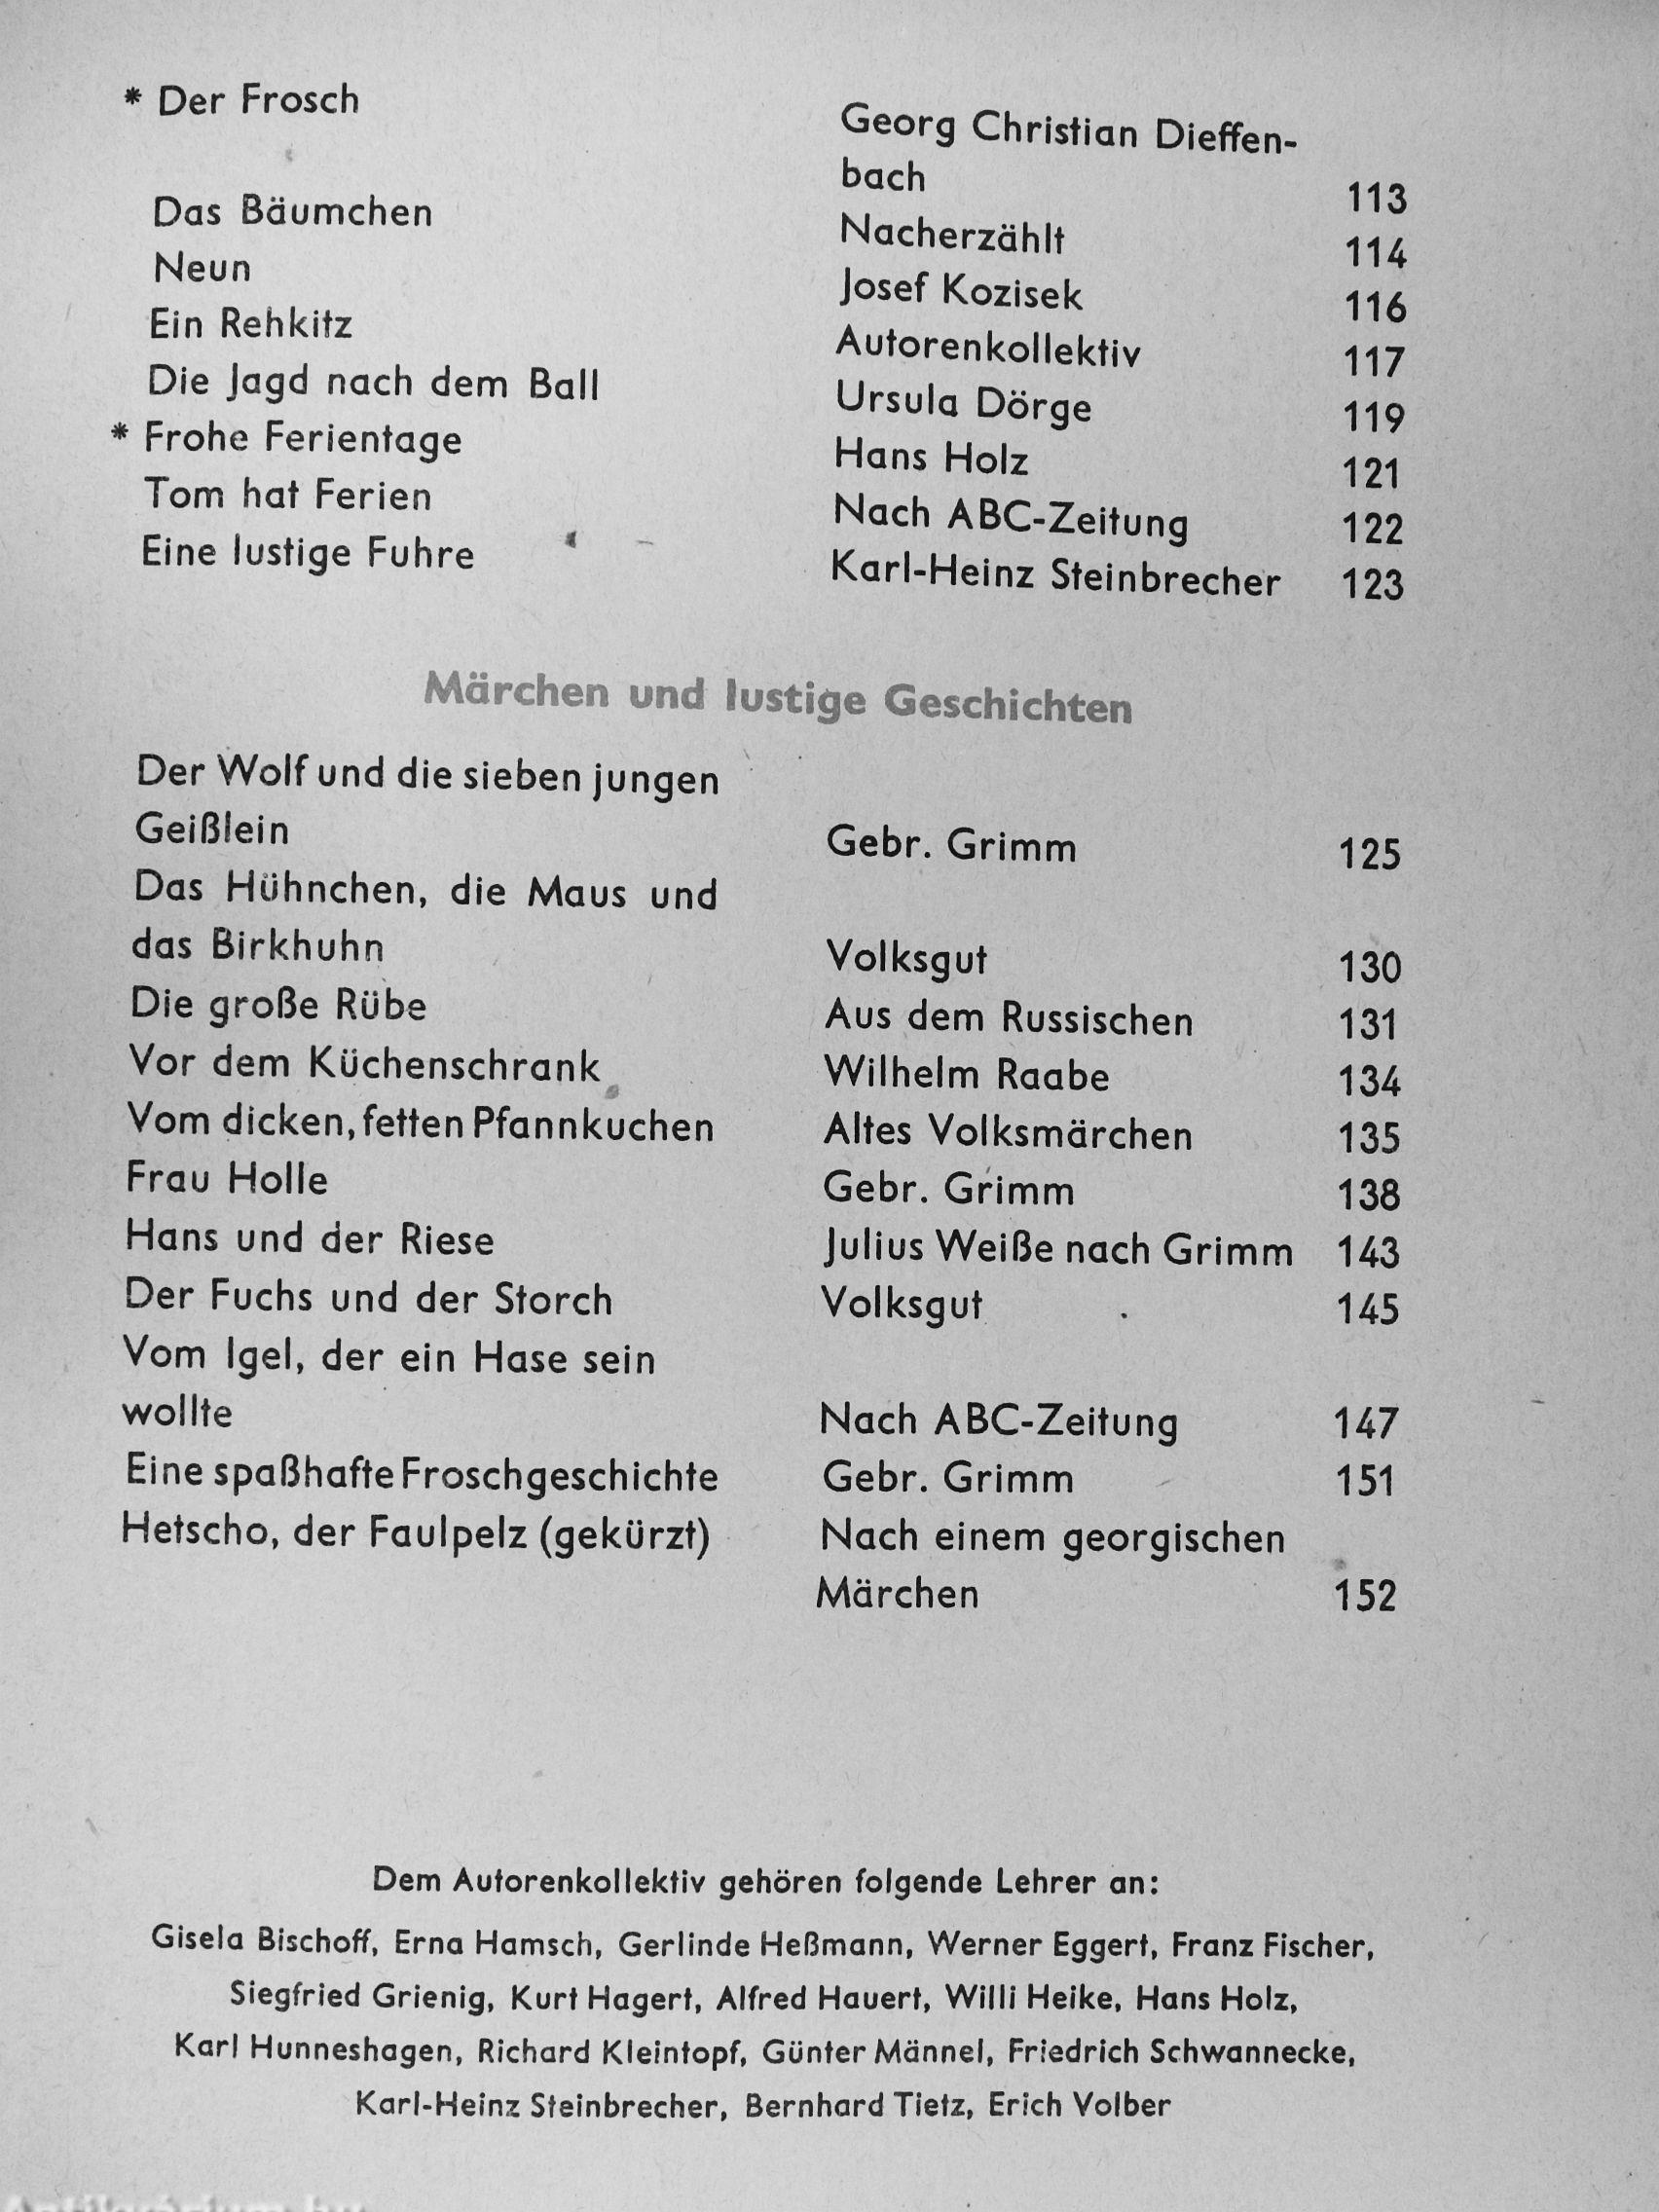 * Der Frosch Georg Christian Dieffen-
bach 113
Das Bäumchen Nacherzählt 114
Neun Josef Kozisek 116
Ein Rehkitz Autorenkollektiv 117
Die Jagd nach dem Ball Ursula Dörge 119
* Frohe Ferientage Hans Holz 121
Tom hat Ferien Nach ABC-Zeitung 122
Eine lustige Fuhre Karl-Heinz Steinbrecher 123
Märchen und lustige Geschichten
Der Wolf und die sieben jungen
Geißlein Gebr. Grimm 125
Das Hühnchen, die Maus und
das Birkhuhn Volksgut 130
Die große Rübe Aus dem Russischen 131
Vor dem Küchenschrank Wilhelm Raabe 134
Vom dicken, fetten Pfannkuchen Altes Volksmärchen 135
Frau Holle Gebr. Grimm 138
Hans und der Riese Julius Weiße nach Grimm 143
Der Fuchs und der Storch Volksgut 145
Vom Igel, der ein Hase sein
wollte Nach ABC-Zeitung 147
Eine spaßhafte Froschgeschichte Gebr. Grimm 151
Hetscho, der Faulpelz (gekürzt) Nach einem georgischen
Märchen 152
Dem Autorenkollektiv gehören folgende Lehrer an:
Gisela Bischoff, Erna Hamsch, Gerlinde Heßmann, Werner Eggert, Franz Fischer,
Siegfried Grienig, Kurt Hagert, Alfred Hauert, Willi Heike, Hans Holz,
Karl Hunneshagen, Richard Kleintopf, Günter Männel, Friedrich Schwannecke,
Karl-Heinz Steinbrecher, Bernhard Tietz, Erich Volber